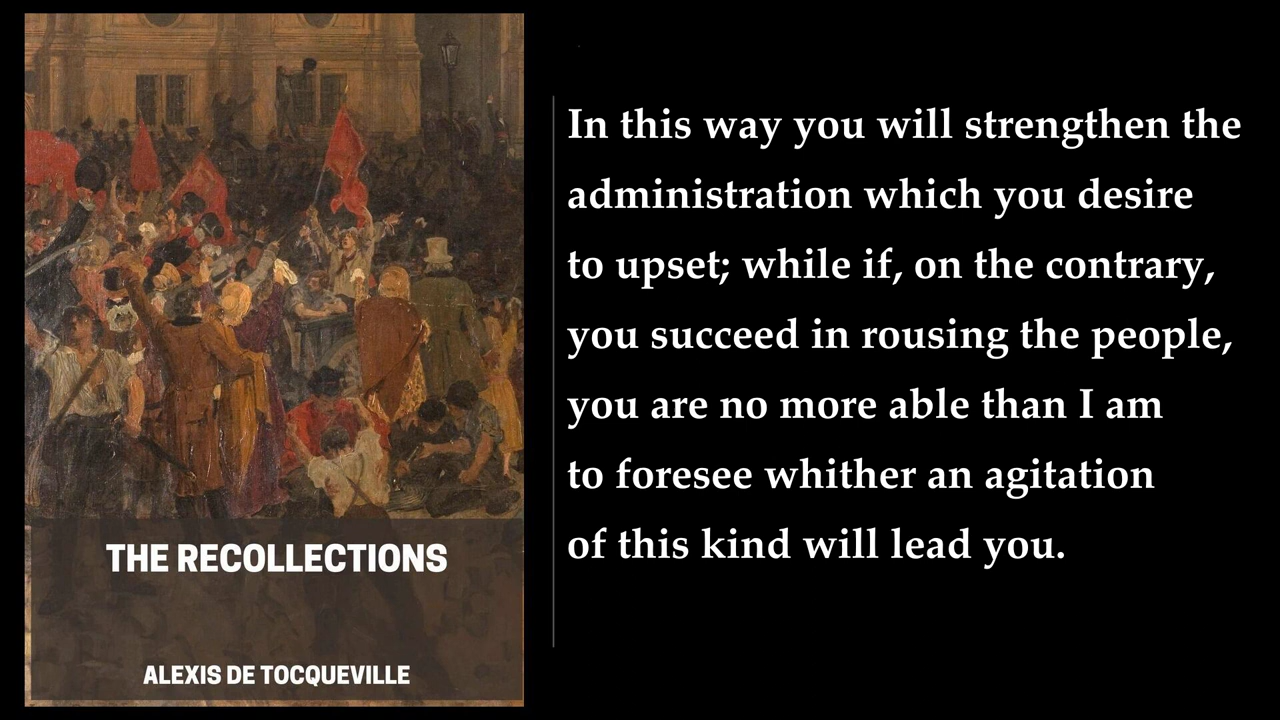 THE RECOLLECTIONS
ALEXIS DE TOCQUEVILLE
In this way you will strengthen the
administration which you desire
to upset; while if, on the contrary,
you succeed in rousing the people,
you are no more able than I am
to foresee whither an agitation
of this kind will lead you.